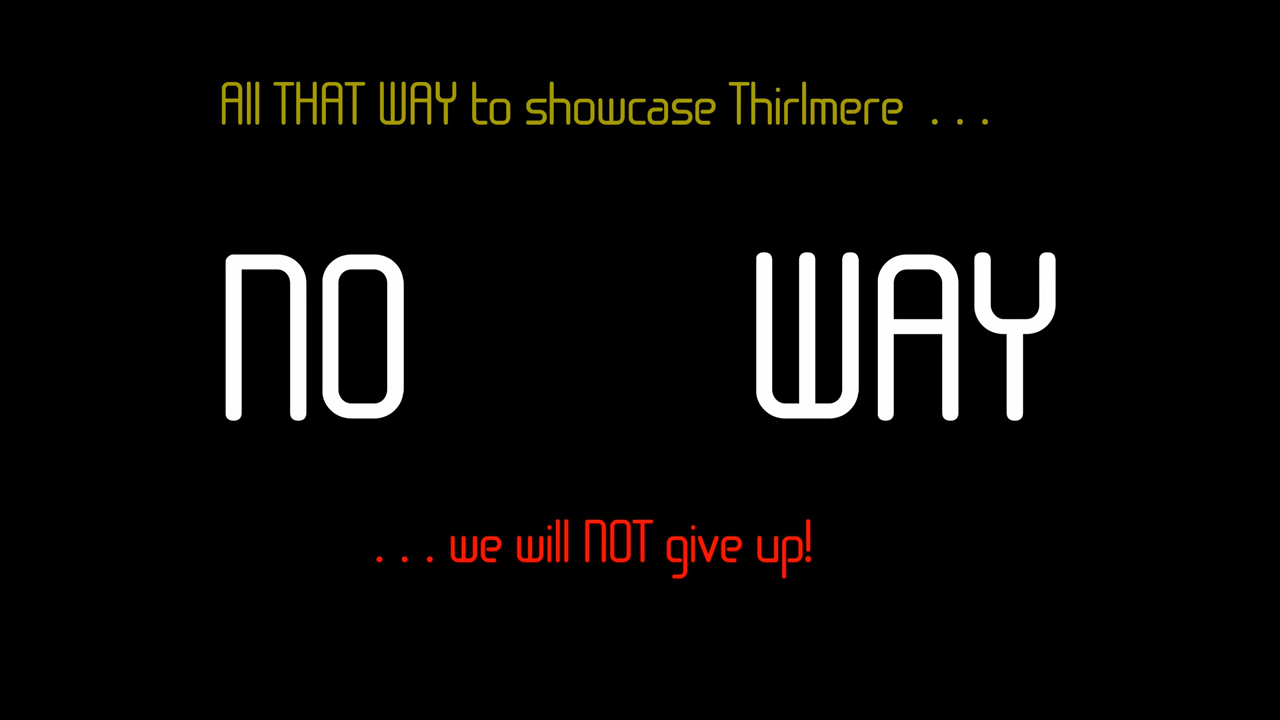 All THAT WAY to showcase Thirlmere . . .
NO WAY
. . . we will NOT give up!